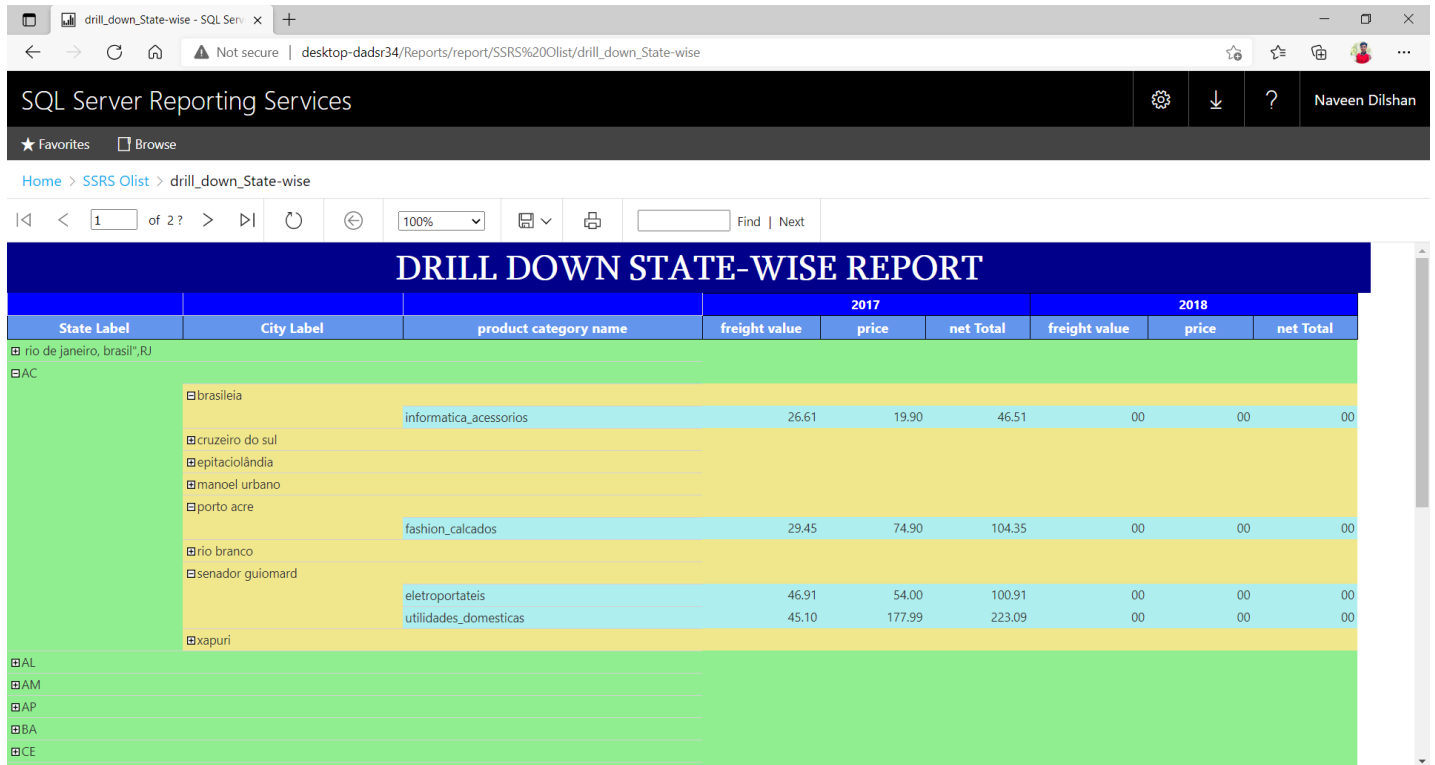 drill_down_State-wise - SQL Serv
Not secure | desktop-dadsr34/Reports/report/SSRS%20Olist/drill_down_State-wise
SQL Server Reporting Services ? Naveen Dilshan
Favorites Browse
Home > SSRS Olist > drill_down_State-wise
1 of 2 ? 100% Find | Next
DRILL DOWN STATE-WISE REPORT
2017 2018
State Label City Label product category name freight value price net Total freight value price net Total
rio de janeiro, brasil",RJ
AC
brasileia
informatica_acessorios 26.61 19.90 46.51 00 00 00
cruzeiro do sul
epitaciolândia
manoel urbano
porto acre
fashion_calcados 29.45 74.90 104.35 00 00 00
rio branco
senador guiomard
eletroportateis 46.91 54.00 100.91 00 00 00
utilidades_domesticas 45.10 177.99 223.09 00 00 00
xapuri
AL
AM
AP
BA
CE